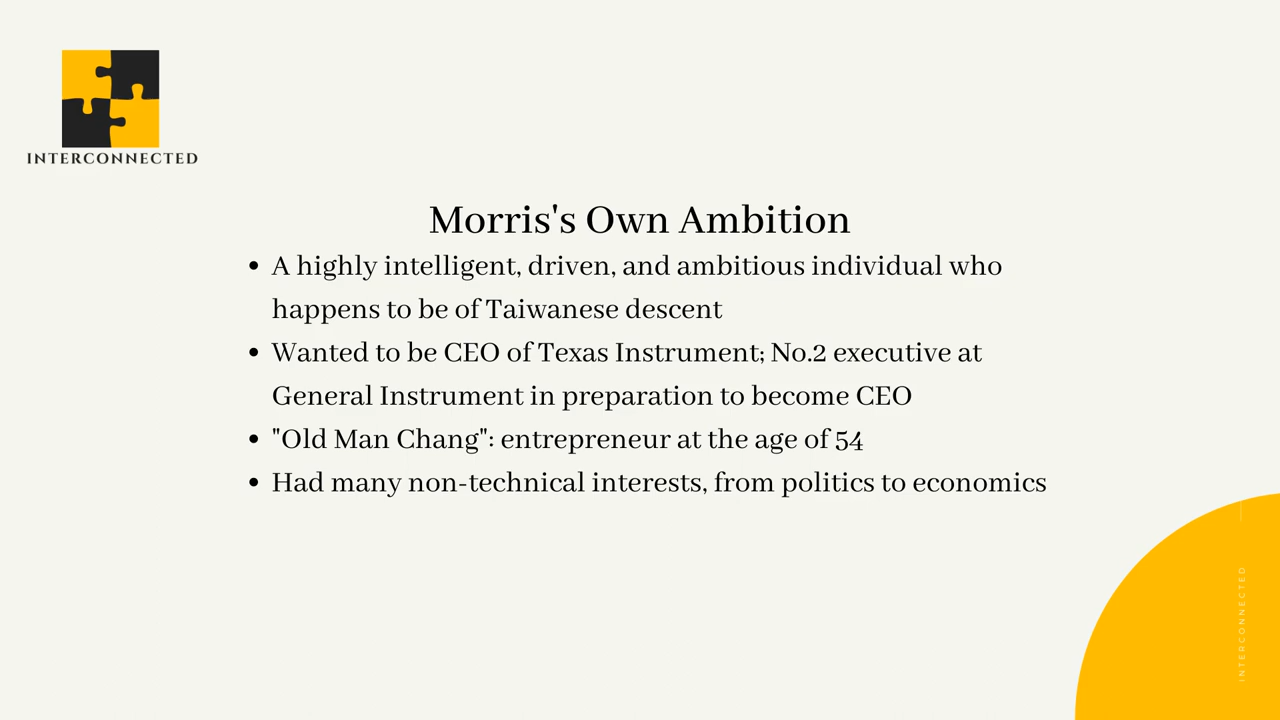 INTERCONNECTED
Morris's Own Ambition
• A highly intelligent, driven, and ambitious individual who
happens to be of Taiwanese descent
• Wanted to be CEO of Texas Instrument; No.2 executive at
General Instrument in preparation to become CEO
• "Old Man Chang": entrepreneur at the age of 54
• Had many non-technical interests, from politics to economics
INTERCONNECTED